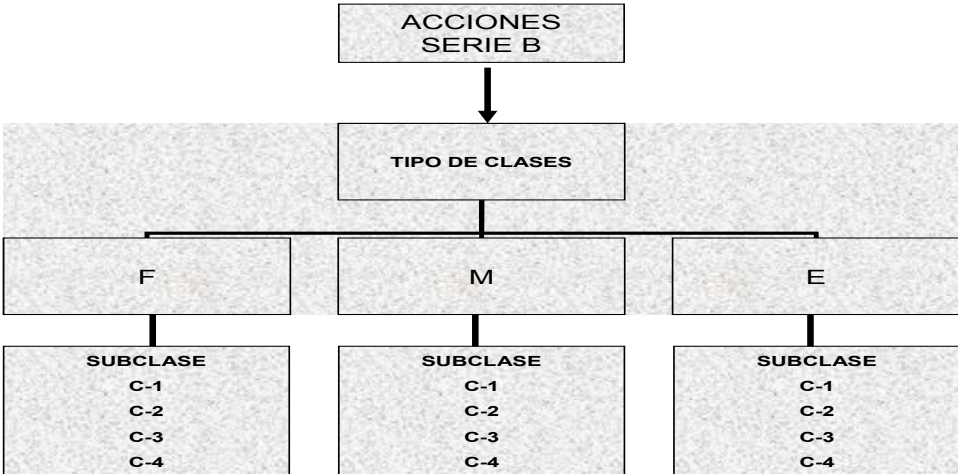 ACCIONES
SERIE B
TIPO DE CLASES
F
M
E
SUBCLASE
C-1
C-2
C-3
C-4
SUBCLASE
C-1
C-2
C-3
C-4
SUBCLASE
C-1
C-2
C-3
C-4